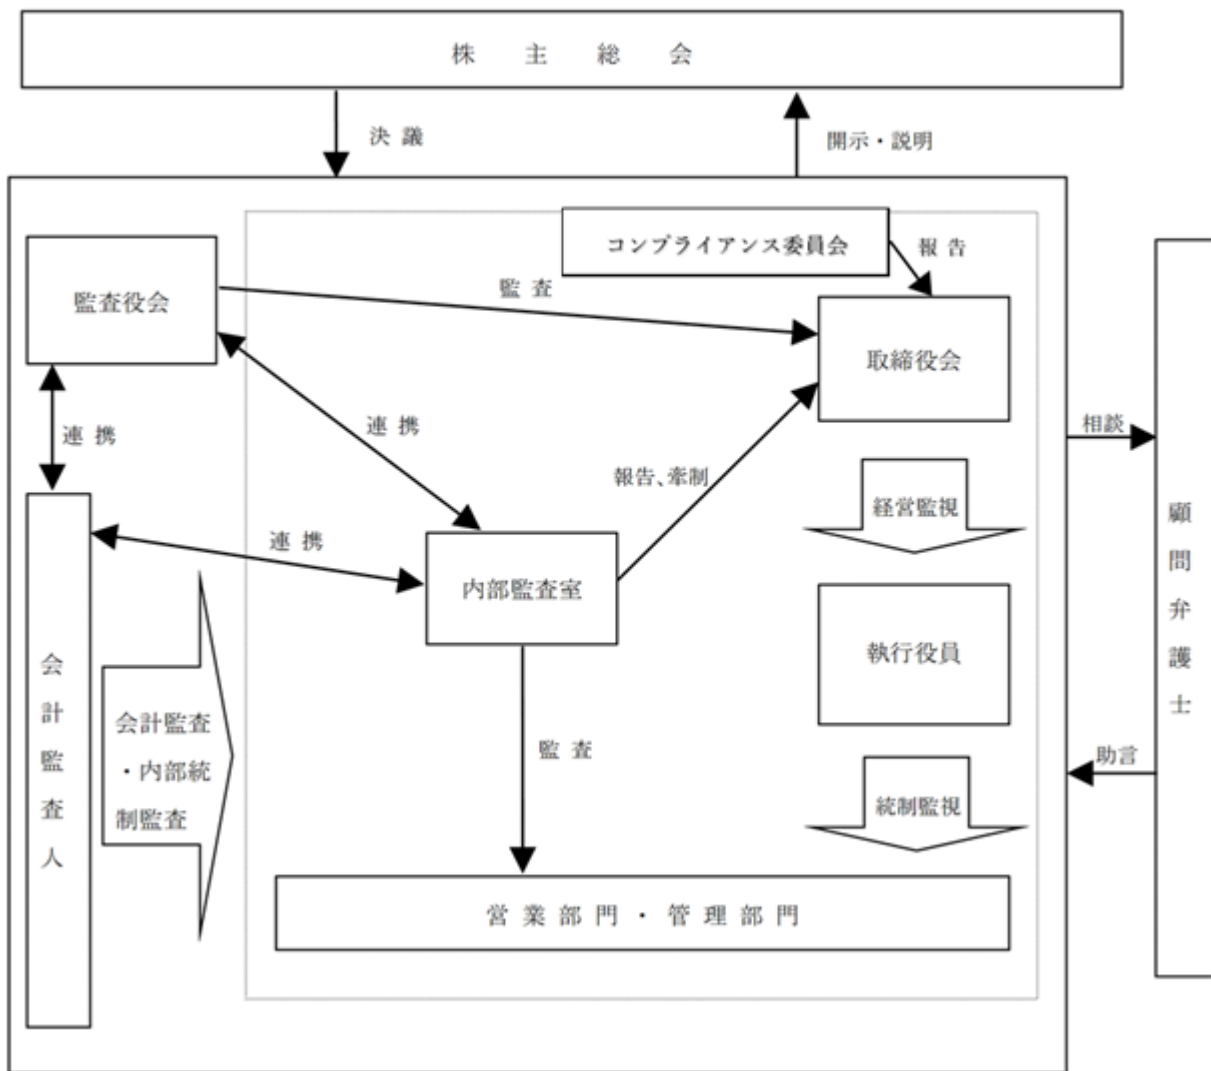 株主総会
決議
開示・説明
コンプライアンス委員会
報告
監査役会
監査
取締役会
連携
連携
報告、牽制
相談
経営監視
連携
内部監査室
顧問弁護士
執行役員
会計監査人
会計監査
・内部統
制監査
監査
助言
統制監視
営業部門・管理部門